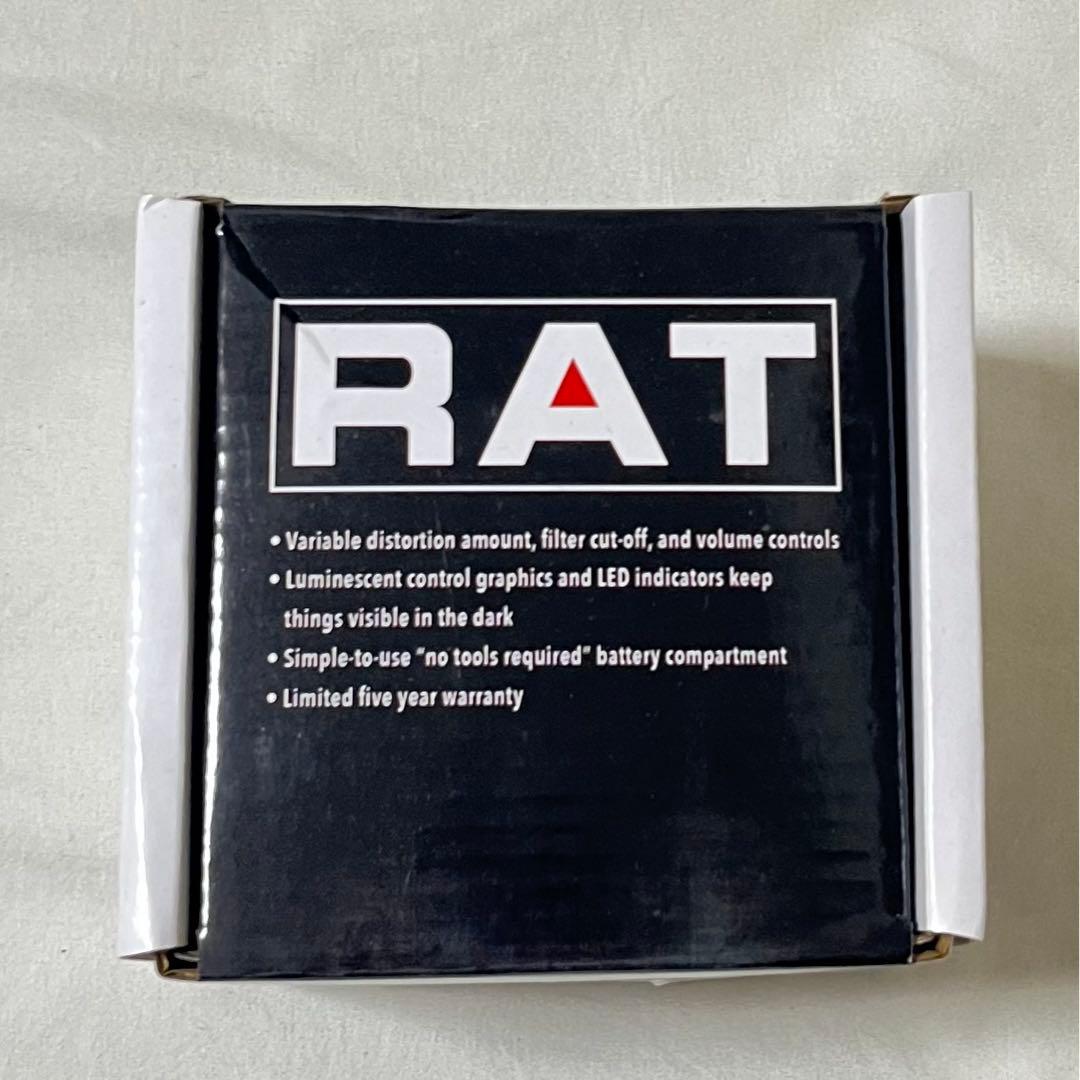 RAT
• Variable distortion amount, filter cut-off, and volume controls
• Luminescent control graphics and LED indicators keep
things visible in the dark
• Simple-to-use "no tools required" battery compartment
• Limited five year warranty